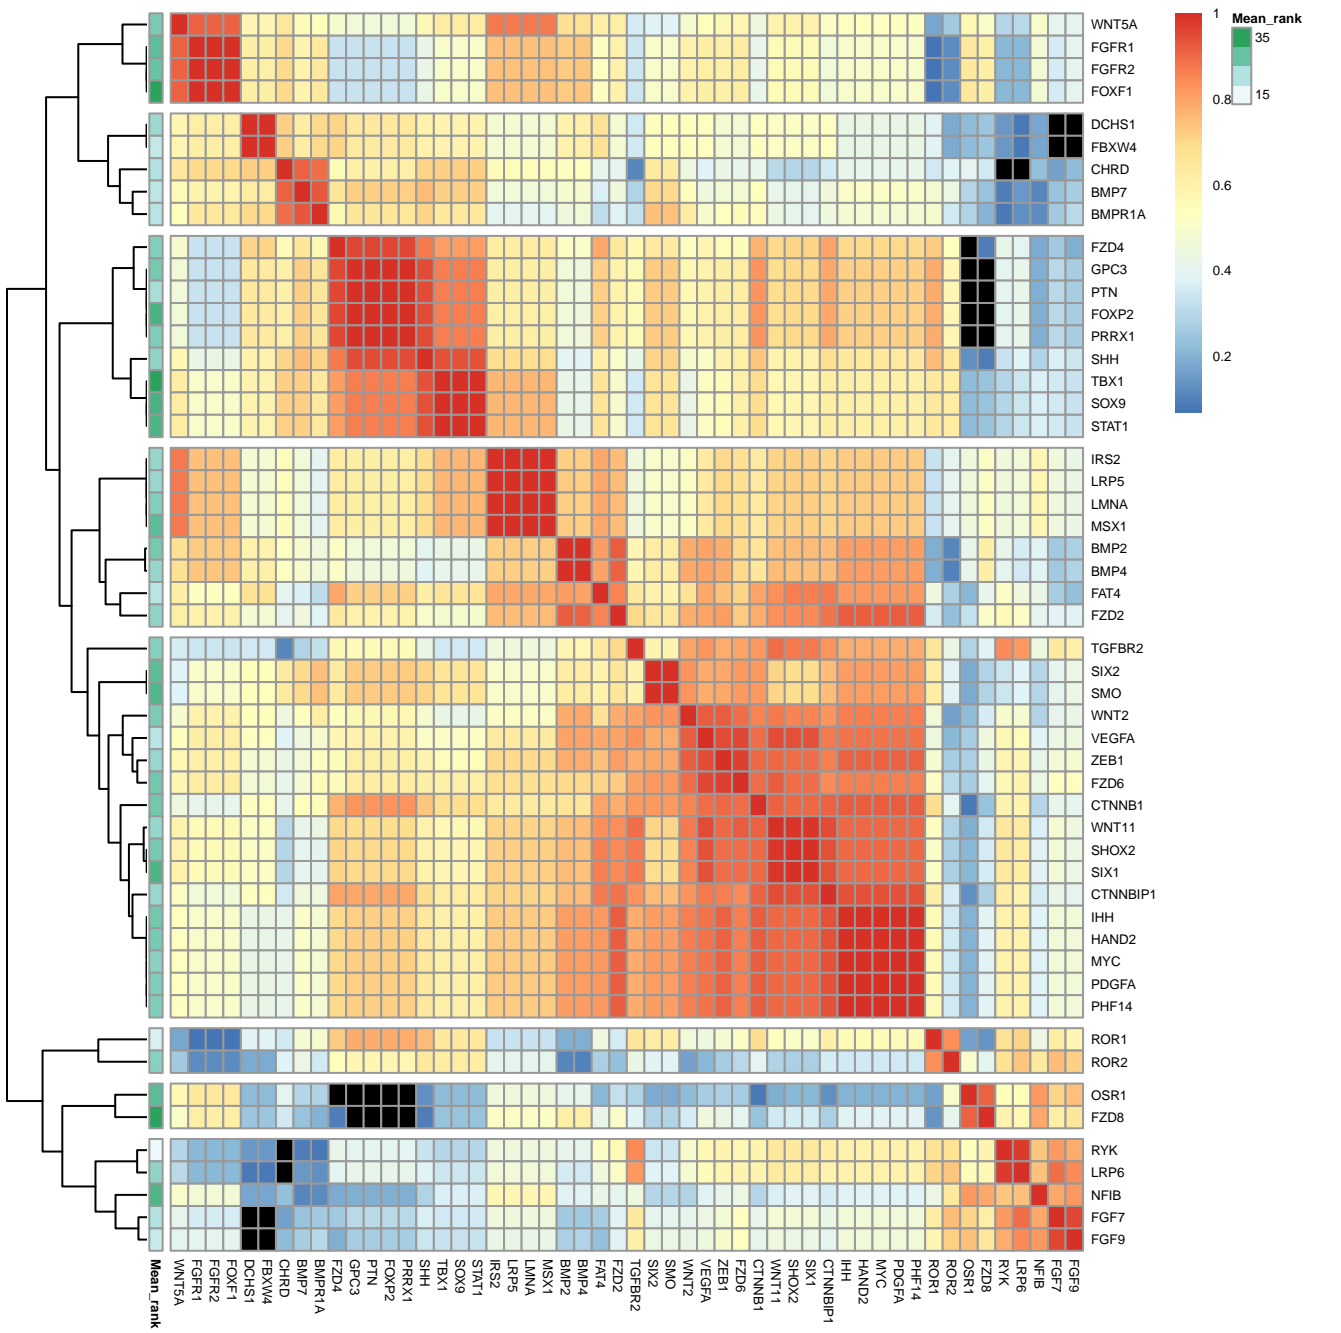 WNT5A
FGFR1
FGFR2
FOXF1
DCHS1
FBXW4
CHRD
BMP7
BMPR1A
FZD4
GPC3
PTN
FOXP2
PRRX1
SHH
TBX1
SOX9
STAT1
IRS2
LRP5
LMNA
MSX1
BMP2
BMP4
FAT4
FZD2
TGFBR2
SIX2
SMO
WNT2
VEGFA
ZEB1
FZD6
CTNNB1
WNT11
SHOX2
SIX1
CTNNBIP1
IHH
HAND2
MYC
PDGFA
PHF14
ROR1
ROR2
OSR1
FZD8
RYK
LRP6
NFIB
FGF7
FGF9
1
0.8
0.6
0.4
0.2
Mean_rank
35
15
Mean_rank
WNT5A
FGFR1
FGFR2
FOXF1
DCHS1
FBXW4
CHRD
BMP7
BMPR1A
FZD4
GPC3
PTN
FOXP2
PRRX1
SHH
TBX1
SOX9
STAT1
IRS2
LRP5
LMNA
MSX1
BMP2
BMP4
FAT4
FZD2
TGFBR2
SIX2
SMO
WNT2
VEGFA
ZEB1
FZD6
CTNNB1
WNT11
SHOX2
SIX1
CTNNBIP1
IHH
HAND2
MYC
PDGFA
PHF14
ROR1
ROR2
OSR1
FZD8
RYK
LRP6
NFIB
FGF7
FGF9